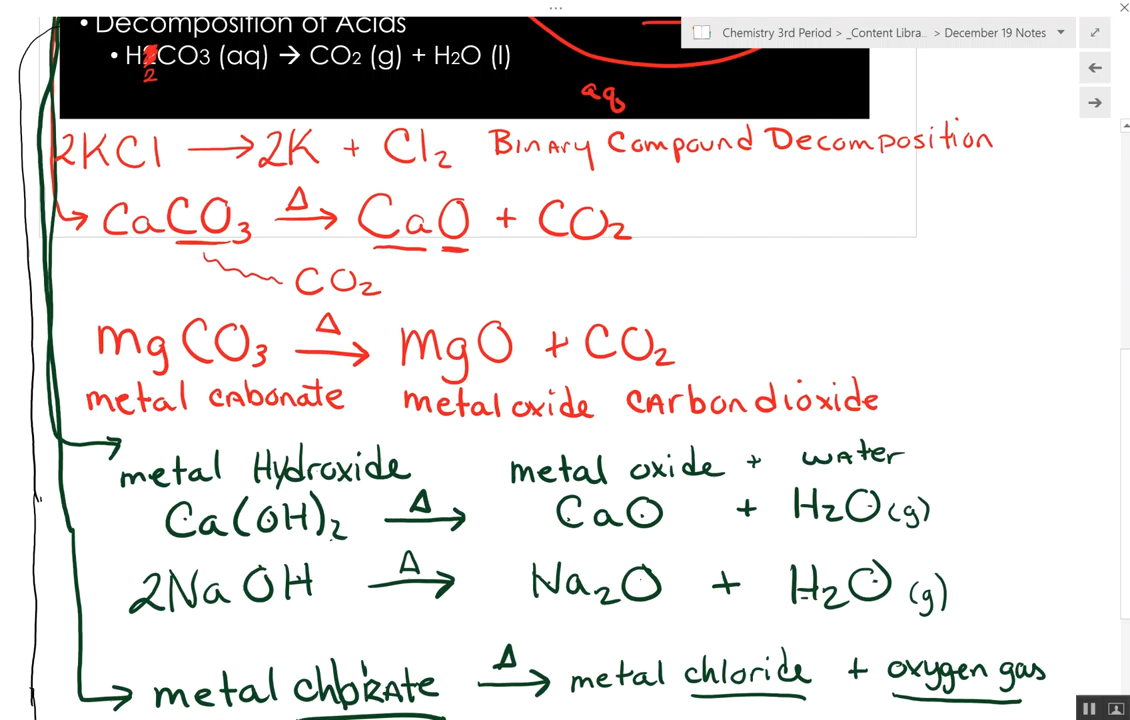 • Decomposition of Acids
• H2CO3 (aq) → CO2 (g) + H2O (l)
2
aq
Chemistry 3rd Period > _Content Libra... > December 19 Notes
2KCl → 2K + Cl2 Binary Compound Decomposition
CaCO3 Δ→ CaO + CO2
CO2
MgCO3 Δ→ MgO + CO2
metal cabonate metal oxide carbon dioxide
metal Hydroxide metal oxide + water
Ca(OH)2 Δ→ CaO + H2O(g)
2NaOH Δ→ Na2O + H2O (g)
metal chlorate Δ→ metal chloride + oxygen gas